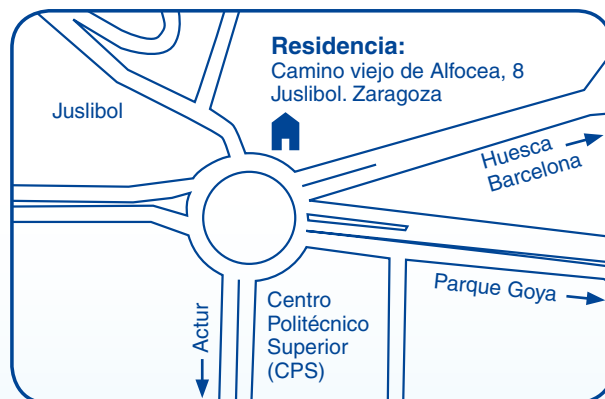 Residencia:
Camino viejo de Alfocea, 8
Juslibol. Zaragoza
Juslibol
Huesca
Barcelona
Parque Goya
Centro
Politécnico
Superior
(CPS)
Actur